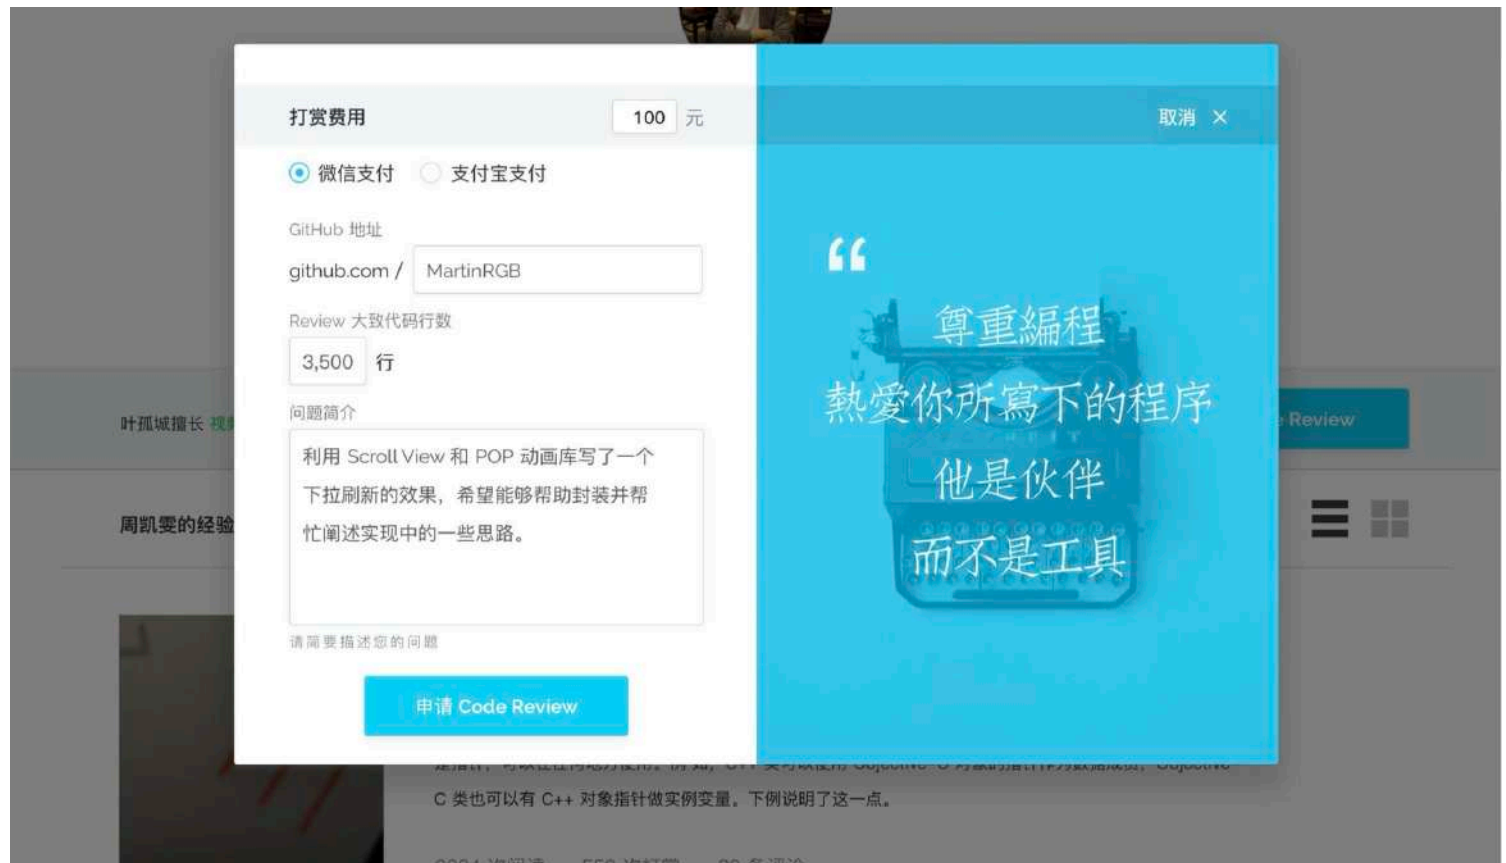 打赏费用
100 元
取消 ×
微信支付
支付宝支付
GitHub 地址
github.com / MartinRGB
Review 大致代码行数
3,500 行
问题简介
利用 Scroll View 和 POP 动画库写了一个
下拉刷新的效果，希望能够帮助封装并帮
忙阐述实现中的一些思路。
请简要描述您的问题
申请 Code Review
“
尊重編程
熱愛你所寫下的程序
他是伙伴
而不是工具
叶孤城擅长
Review
周凯雯的经验
C 类也可以有 C++ 对象指针做实例变量。下例说明了这一点。